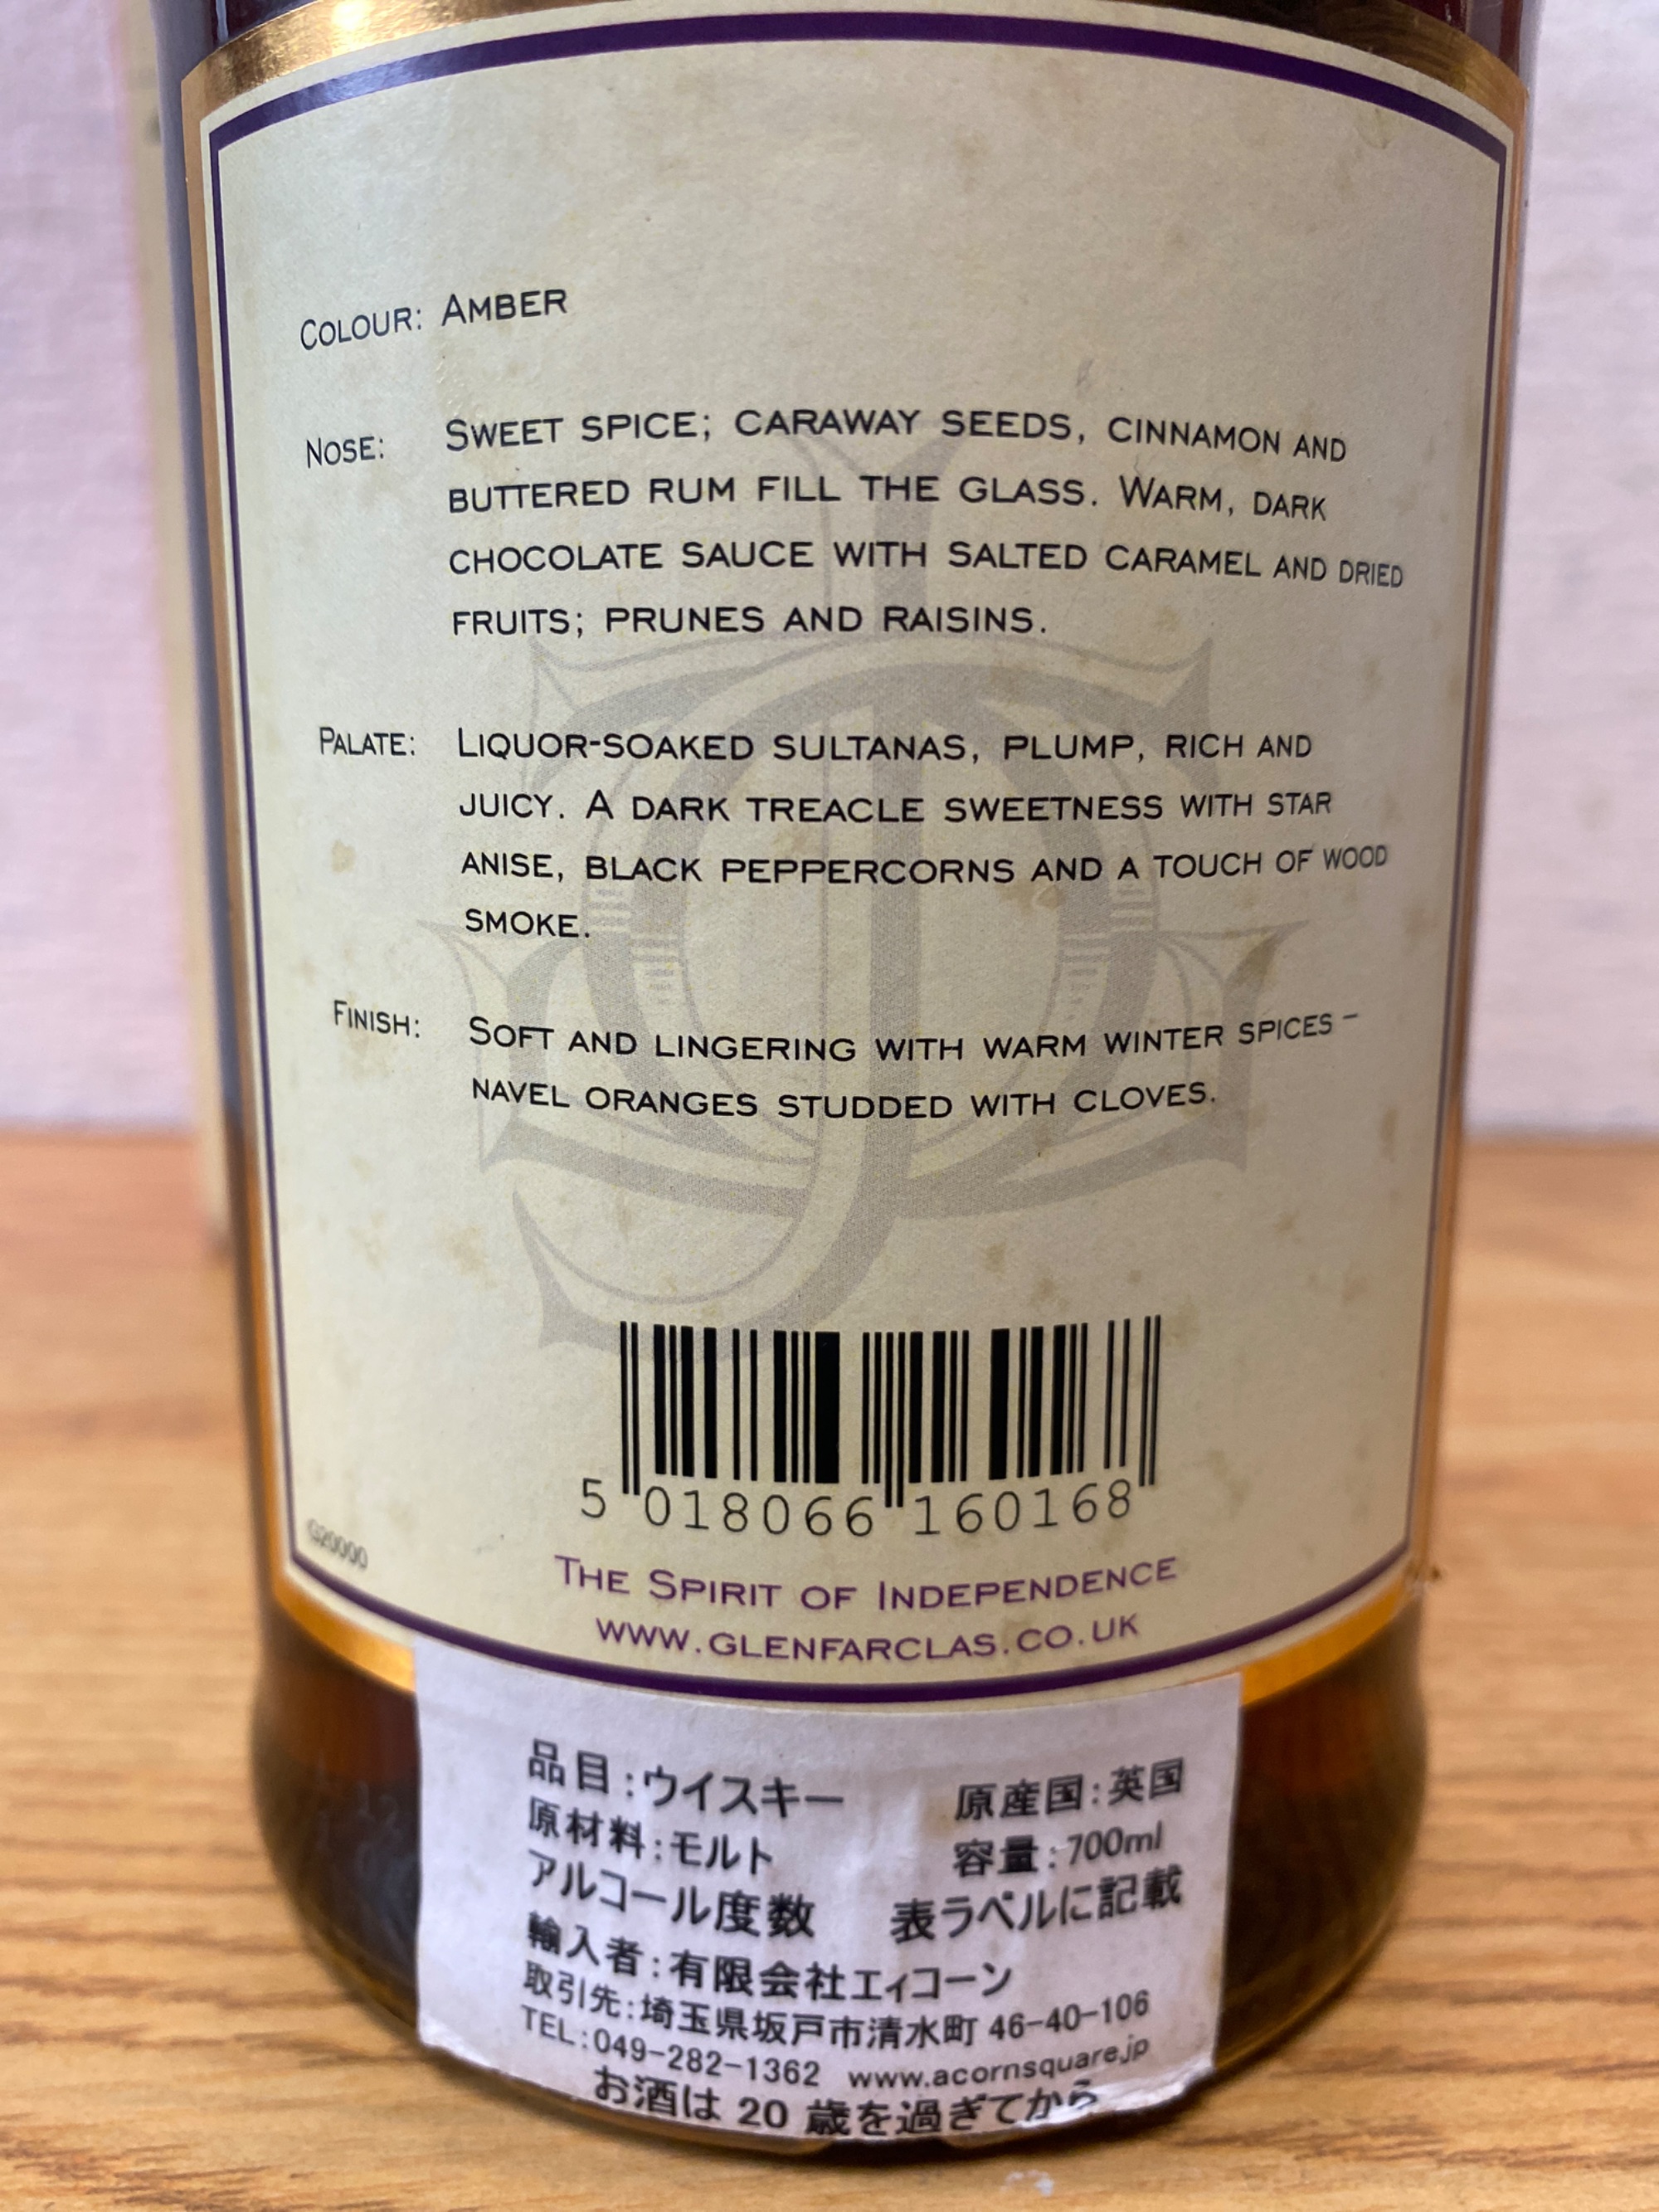 COLOUR: AMBER
NOSE: SWEET SPICE; CARAWAY SEEDS, CINNAMON AND
BUTTERED RUM FILL THE GLASS. WARM, DARK
CHOCOLATE SAUCE WITH SALTED CARAMEL AND DRIED
FRUITS; PRUNES AND RAISINS.
PALATE: LIQUOR-SOAKED SULTANAS, PLUMP, RICH AND
JUICY. A DARK TREACLE SWEETNESS WITH STAR
ANISE, BLACK PEPPERCORNS AND A TOUCH OF WOOD
SMOKE.
FINISH: SOFT AND LINGERING WITH WARM WINTER SPICES –
NAVEL ORANGES STUDDED WITH CLOVES.
5 018066 160168
THE SPIRIT OF INDEPENDENCE
WWW.GLENFARCLAS.CO.UK
品目:ウイスキー 原産国:英国
原材料:モルト 容量:700ml
アルコール度数 表ラベルに記載
輸入者:有限会社エィコーン
取引先:埼玉県坂戸市清水町 46-40-106
TEL:049-282-1362 www.acornsquare.jp
お酒は 20 歳を過ぎてから